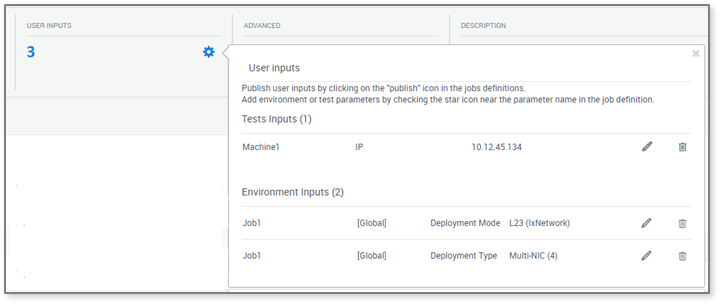 USER INPUTS ADVANCED DESCRIPTION
3
User inputs
Publish user inputs by clicking on the "publish" icon in the jobs definitions.
Add environment or test parameters by checking the star icon near the parameter name in the job definition.
Tests Inputs (1)
Machine1 IP 10.12.45.134
Environment Inputs (2)
Job1 [Global] Deployment Mode L23 (IxNetwork)
Job1 [Global] Deployment Type Multi-NIC (4)